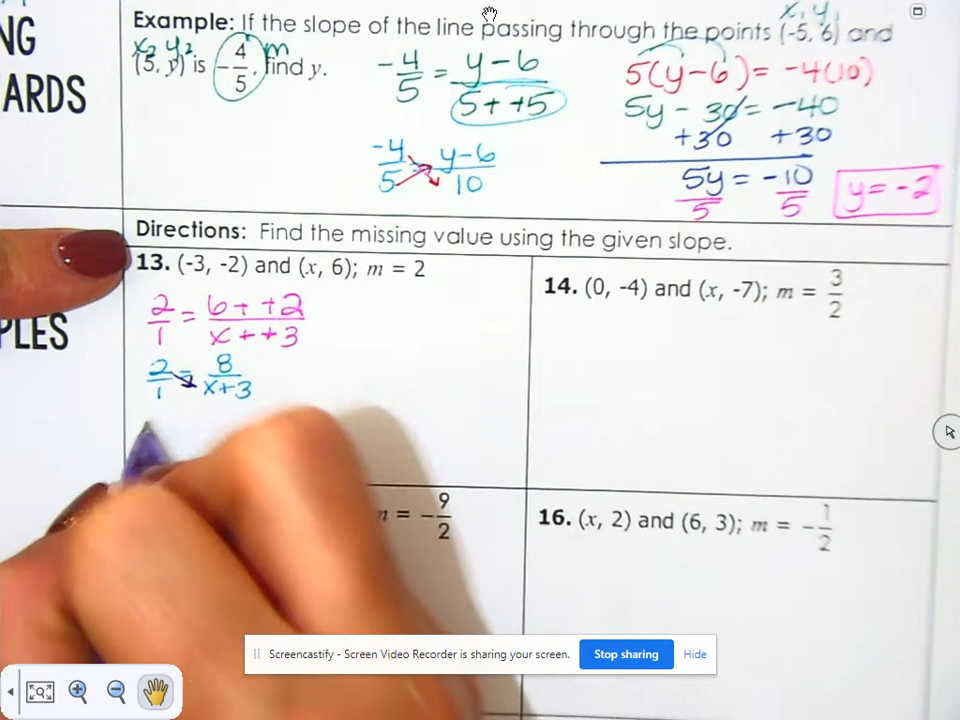 NG
ARDS
PLES
Example: If the slope of the line passing through the points (-5, 6) and
x, y,
(5, y) is -4/5, find y.
x₂ y₂
m
-4/5 = y-6/5++5
-4/5 = y-6/10
5(y-6) = -4(10)
5y - 30 = -40
+30 +30
5y = -10
5 5
y = -2
Directions: Find the missing value using the given slope.
13. (-3, -2) and (x, 6); m = 2
2/1 = 6++2/x++3
2/1 = 8/x+3
14. (0, -4) and (x, -7); m = 3/2
= -9/2
16. (x, 2) and (6, 3); m = -1/2
Screencastify - Screen Video Recorder is sharing your screen.
Stop sharing
Hide